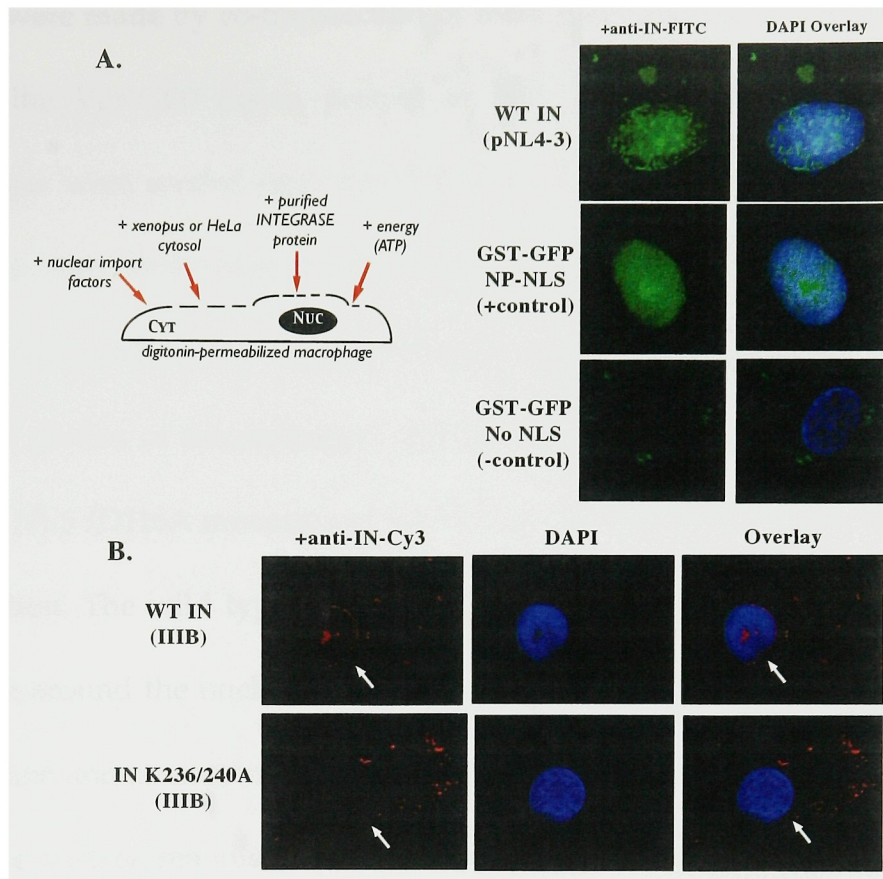 A.
+anti-IN-FITC
DAPI Overlay
WT IN
(pNL4-3)
+ purified
INTEGRASE
protein
+ xenopus or HeLa
cytosol
+ energy
(ATP)
+ nuclear import
factors
CYT
NUC
digitonin-permeabilized macrophage
GST-GFP
NP-NLS
(+control)
GST-GFP
No NLS
(-control)
B.
+anti-IN-Cy3
DAPI
Overlay
WT IN
(IIIB)
IN K236/240A
(IIIB)